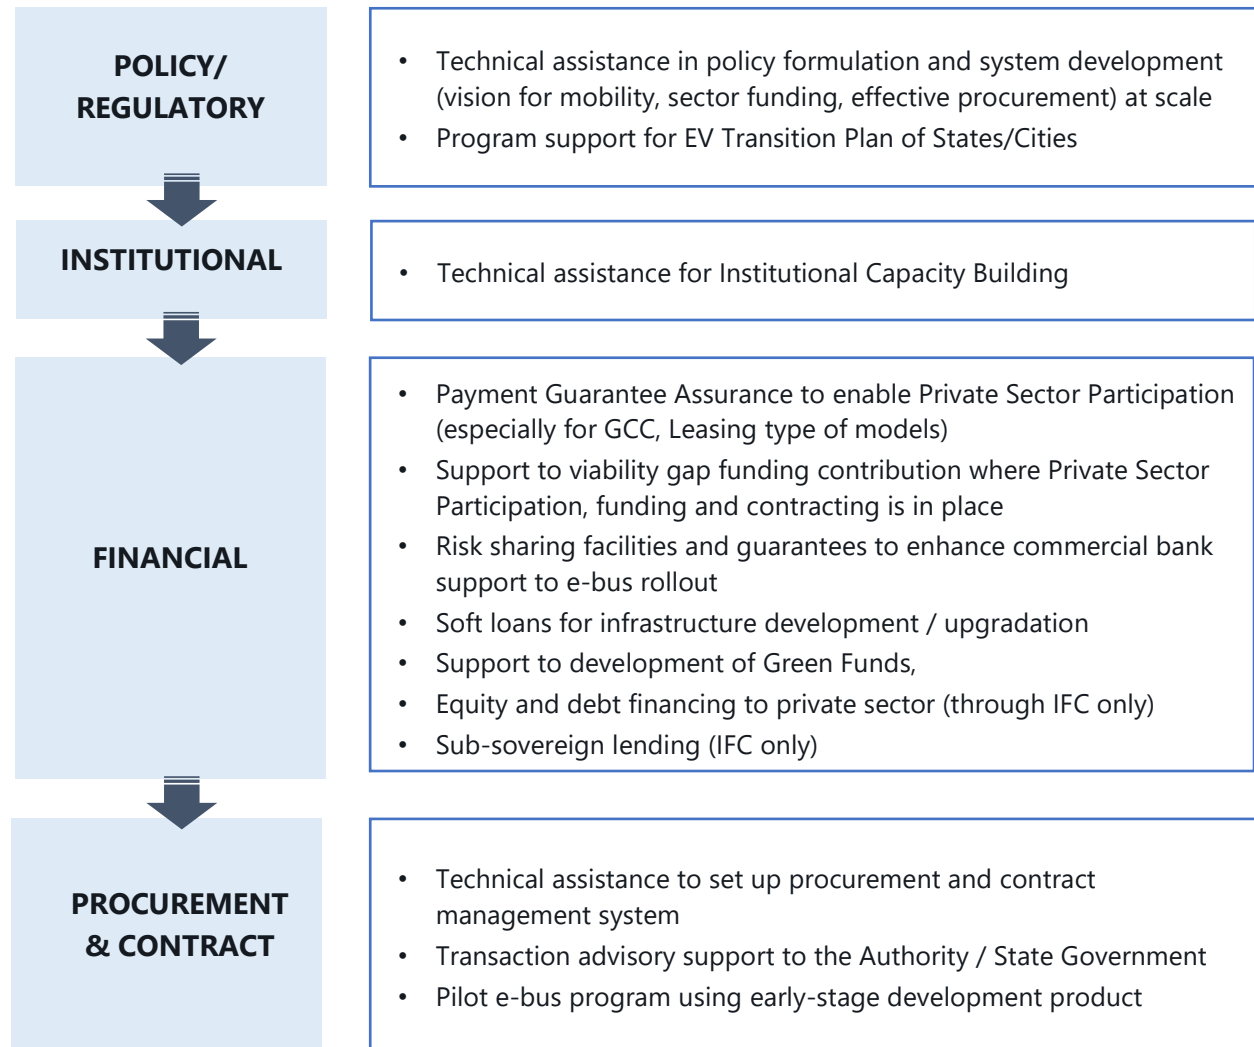 POLICY/
REGULATORY
• Technical assistance in policy formulation and system development
(vision for mobility, sector funding, effective procurement) at scale
• Program support for EV Transition Plan of States/Cities
INSTITUTIONAL
• Technical assistance for Institutional Capacity Building
FINANCIAL
• Payment Guarantee Assurance to enable Private Sector Participation
(especially for GCC, Leasing type of models)
• Support to viability gap funding contribution where Private Sector
Participation, funding and contracting is in place
• Risk sharing facilities and guarantees to enhance commercial bank
support to e-bus rollout
• Soft loans for infrastructure development / upgradation
• Support to development of Green Funds,
• Equity and debt financing to private sector (through IFC only)
• Sub-sovereign lending (IFC only)
PROCUREMENT
& CONTRACT
• Technical assistance to set up procurement and contract
management system
• Transaction advisory support to the Authority / State Government
• Pilot e-bus program using early-stage development product